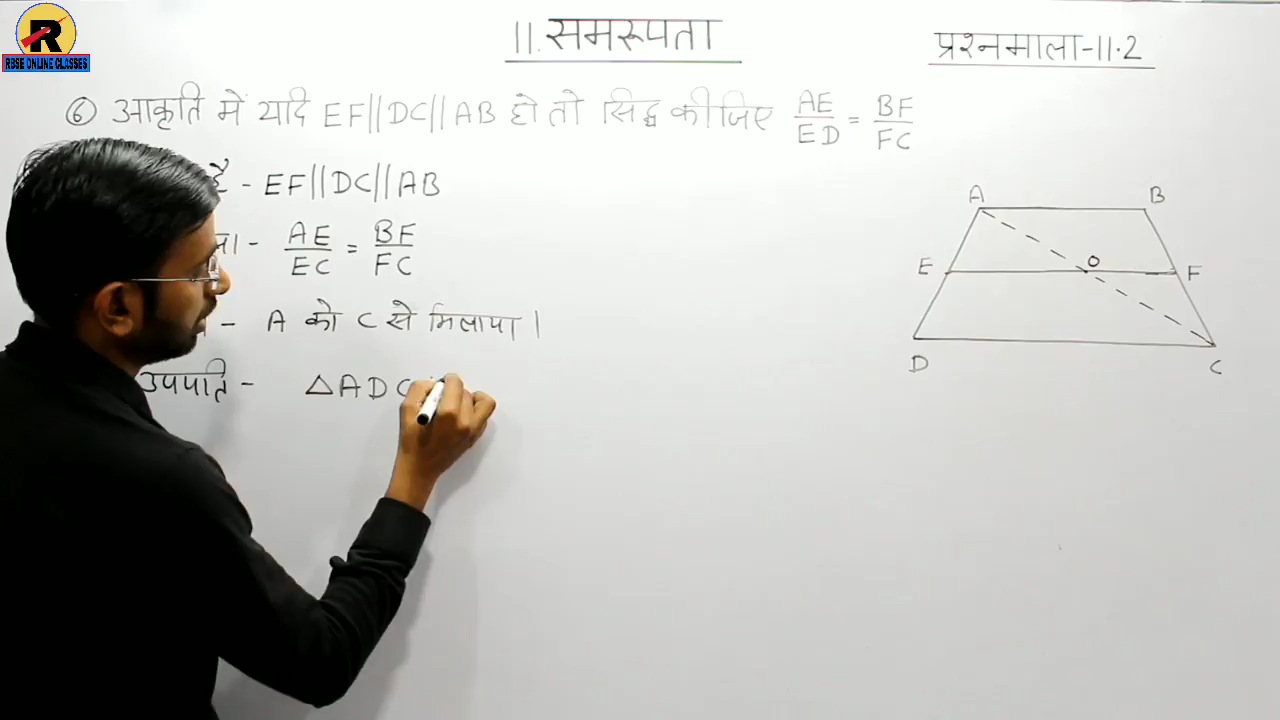 R
RBSE ONLINE CLASSES
11. समरूपता
प्रश्नमाला-11.2
⑥ आकृति में यदि EF||DC||AB हो तो सिद्ध कीजिए AE/ED = BF/FC
है - EF||DC||AB
- AE/EC = BF/FC
- A को C से मिलाया।
उपपति - △ADC
A B
E O F
D C